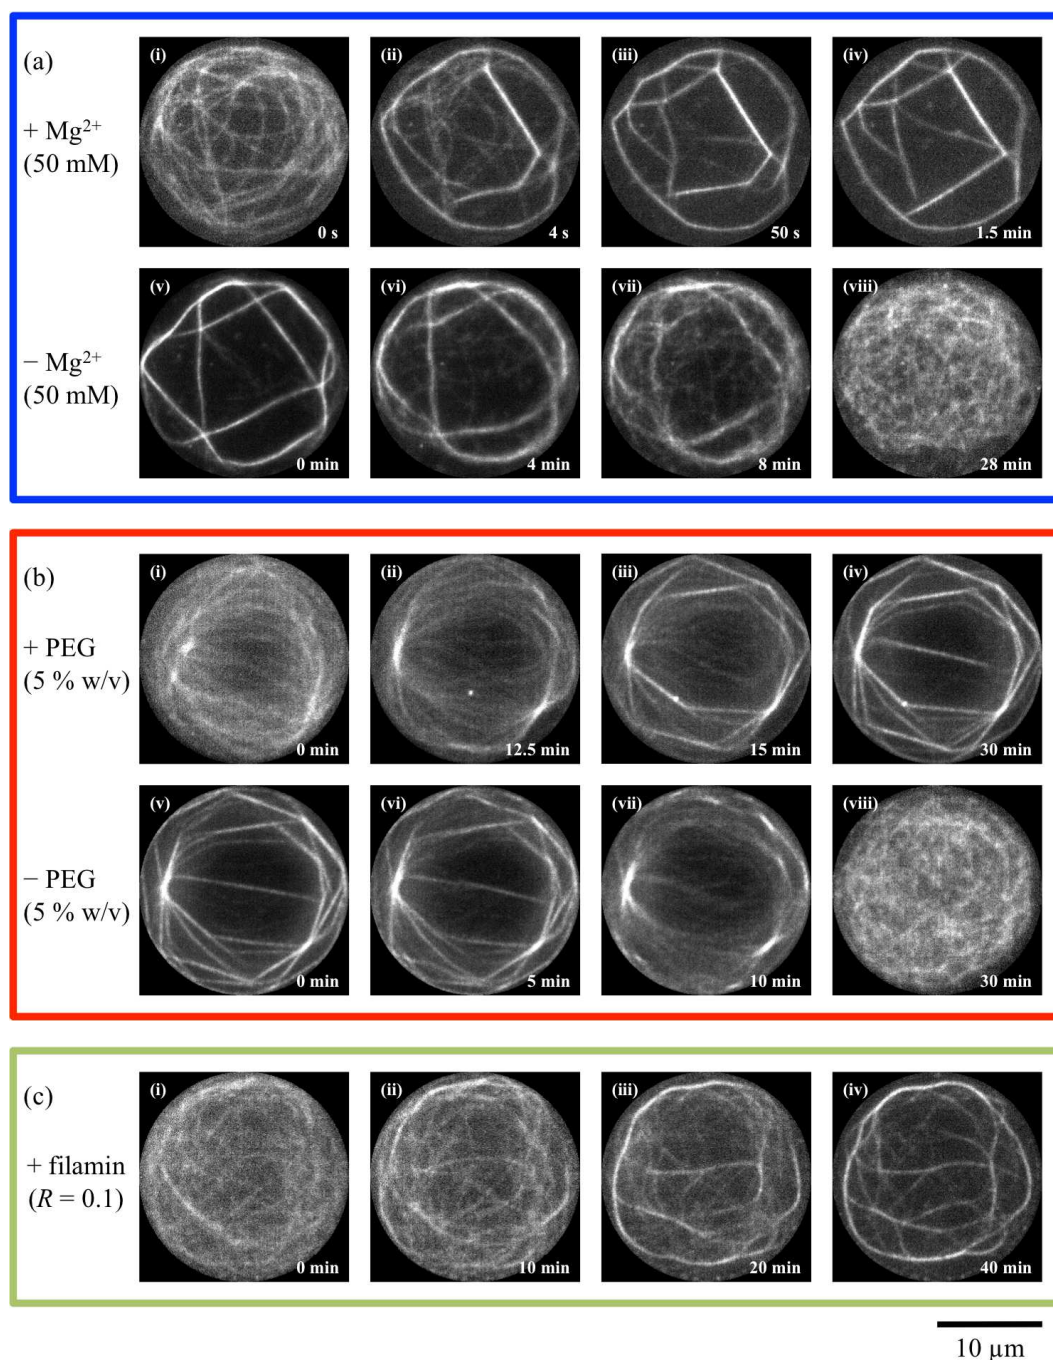 (a)
+ Mg²⁺
(50 mM)
(i)
0 s
(ii)
4 s
(iii)
50 s
(iv)
1.5 min
− Mg²⁺
(50 mM)
(v)
0 min
(vi)
4 min
(vii)
8 min
(viii)
28 min
(b)
+ PEG
(5 % w/v)
(i)
0 min
(ii)
12.5 min
(iii)
15 min
(iv)
30 min
− PEG
(5 % w/v)
(v)
0 min
(vi)
5 min
(vii)
10 min
(viii)
30 min
(c)
+ filamin
(R = 0.1)
(i)
0 min
(ii)
10 min
(iii)
20 min
(iv)
40 min
10 µm